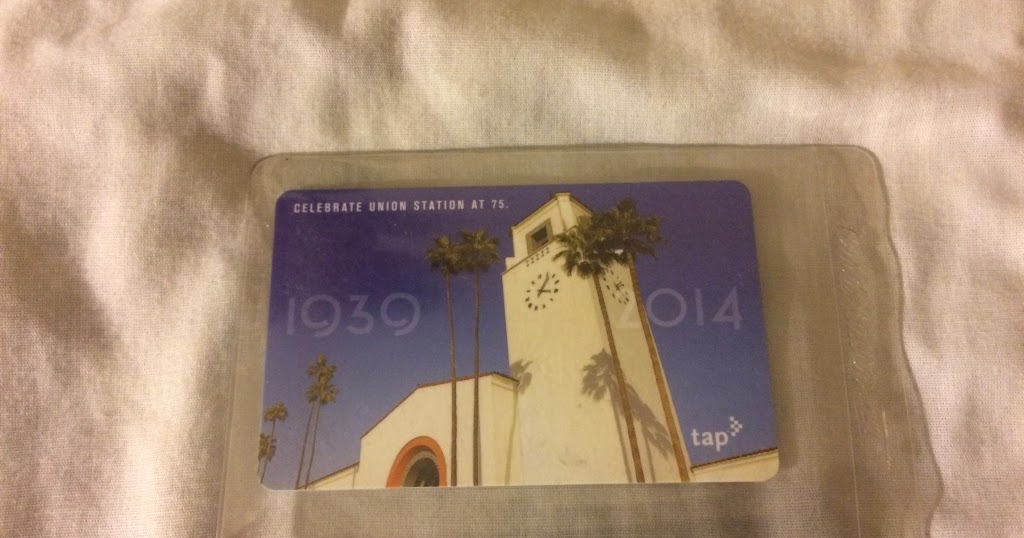 CELEBRATE UNION STATION AT 75.
1939 2014
tap